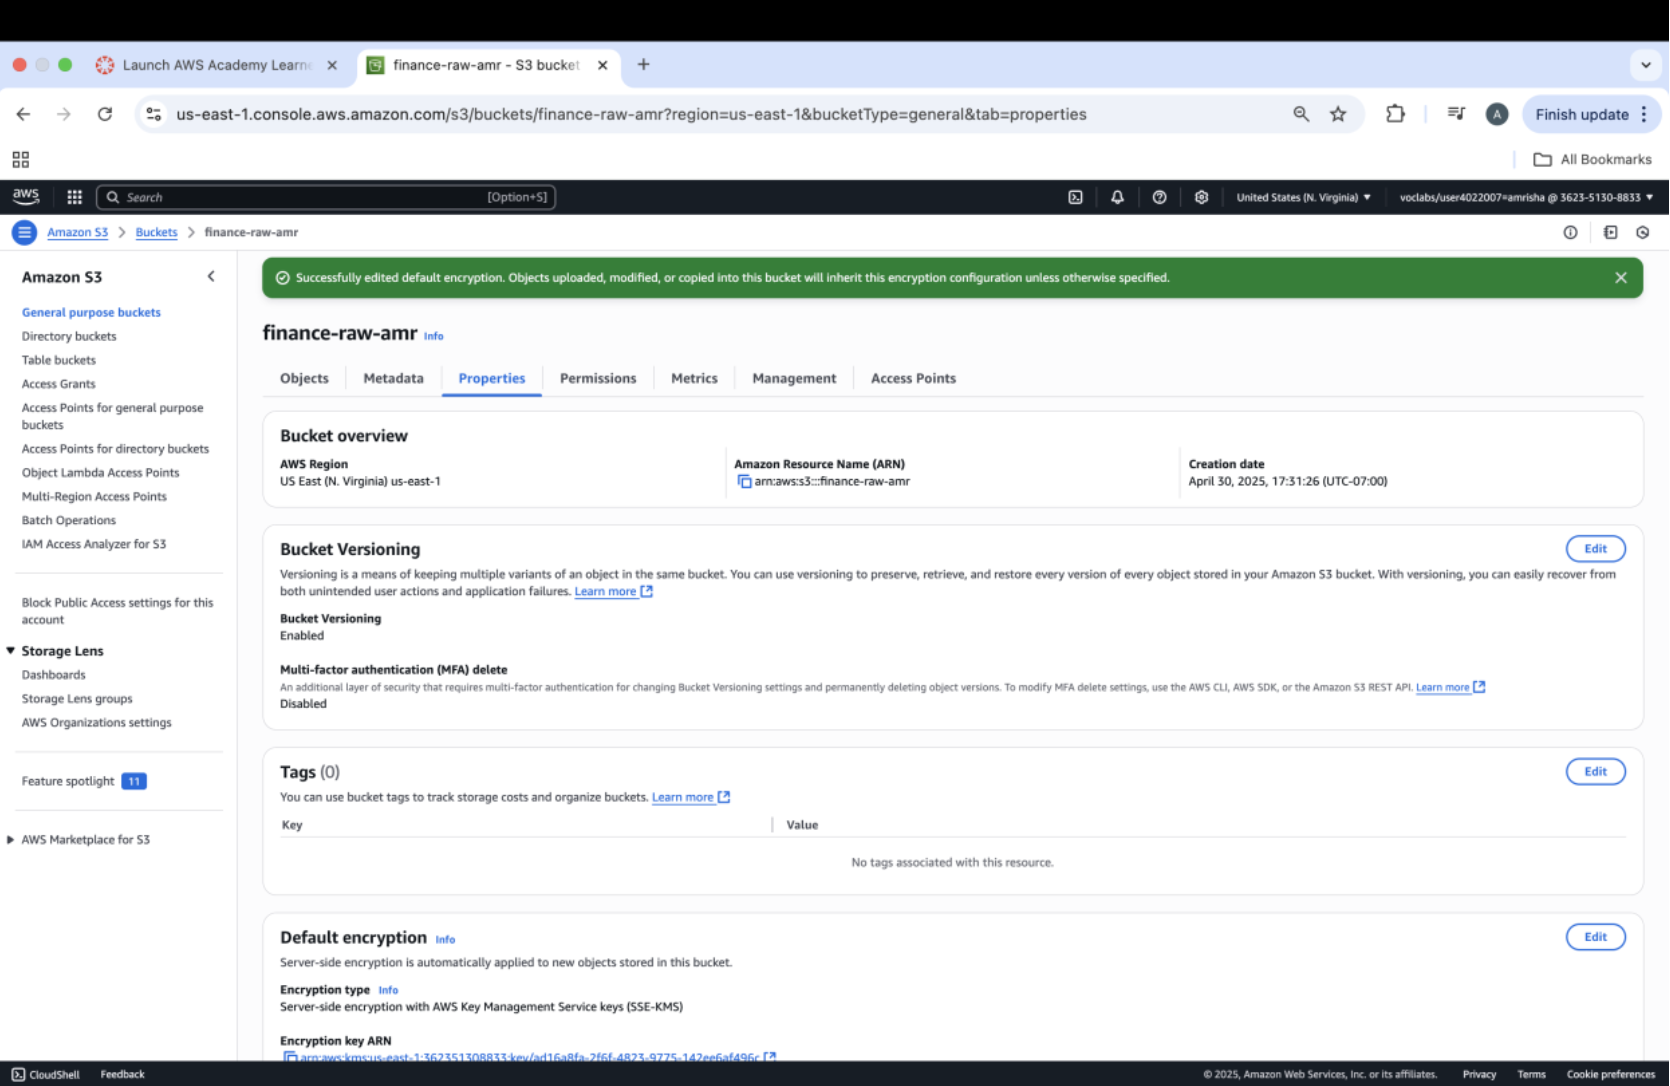 Launch AWS Academy Learne
finance-raw-amr - S3 bucket
us-east-1.console.aws.amazon.com/s3/buckets/finance-raw-amr?region=us-east-1&bucketType=general&tab=properties
A
Finish update
All Bookmarks
aws
Search
[Option+S]
United States (N. Virginia)
voclabs/user4022007=amrisha @ 3623-5130-8833
Amazon S3 > Buckets > finance-raw-amr
Amazon S3
General purpose buckets
Directory buckets
Table buckets
Access Grants
Access Points for general purpose
buckets
Access Points for directory buckets
Object Lambda Access Points
Multi-Region Access Points
Batch Operations
IAM Access Analyzer for S3
Block Public Access settings for this
account
Storage Lens
Dashboards
Storage Lens groups
AWS Organizations settings
Feature spotlight 11
AWS Marketplace for S3
Successfully edited default encryption. Objects uploaded, modified, or copied into this bucket will inherit this encryption configuration unless otherwise specified.
finance-raw-amr Info
Objects
Metadata
Properties
Permissions
Metrics
Management
Access Points
Bucket overview
AWS Region
US East (N. Virginia) us-east-1
Amazon Resource Name (ARN)
arn:aws:s3:::finance-raw-amr
Creation date
April 30, 2025, 17:31:26 (UTC-07:00)
Bucket Versioning
Edit
Versioning is a means of keeping multiple variants of an object in the same bucket. You can use versioning to preserve, retrieve, and restore every version of every object stored in your Amazon S3 bucket. With versioning, you can easily recover from
both unintended user actions and application failures. Learn more
Bucket Versioning
Enabled
Multi-factor authentication (MFA) delete
An additional layer of security that requires multi-factor authentication for changing Bucket Versioning settings and permanently deleting object versions. To modify MFA delete settings, use the AWS CLI, AWS SDK, or the Amazon S3 REST API. Learn more
Disabled
Tags (0)
Edit
You can use bucket tags to track storage costs and organize buckets. Learn more
Key
Value
No tags associated with this resource.
Default encryption Info
Edit
Server-side encryption is automatically applied to new objects stored in this bucket.
Encryption type Info
Server-side encryption with AWS Key Management Service keys (SSE-KMS)
Encryption key ARN
arn:aws:kms:us-east-1:362351308833:key/ad16a8fa-2f6f-4823-9775-142ee6af496c
CloudShell
Feedback
© 2025, Amazon Web Services, Inc. or its affiliates.
Privacy
Terms
Cookie preferences